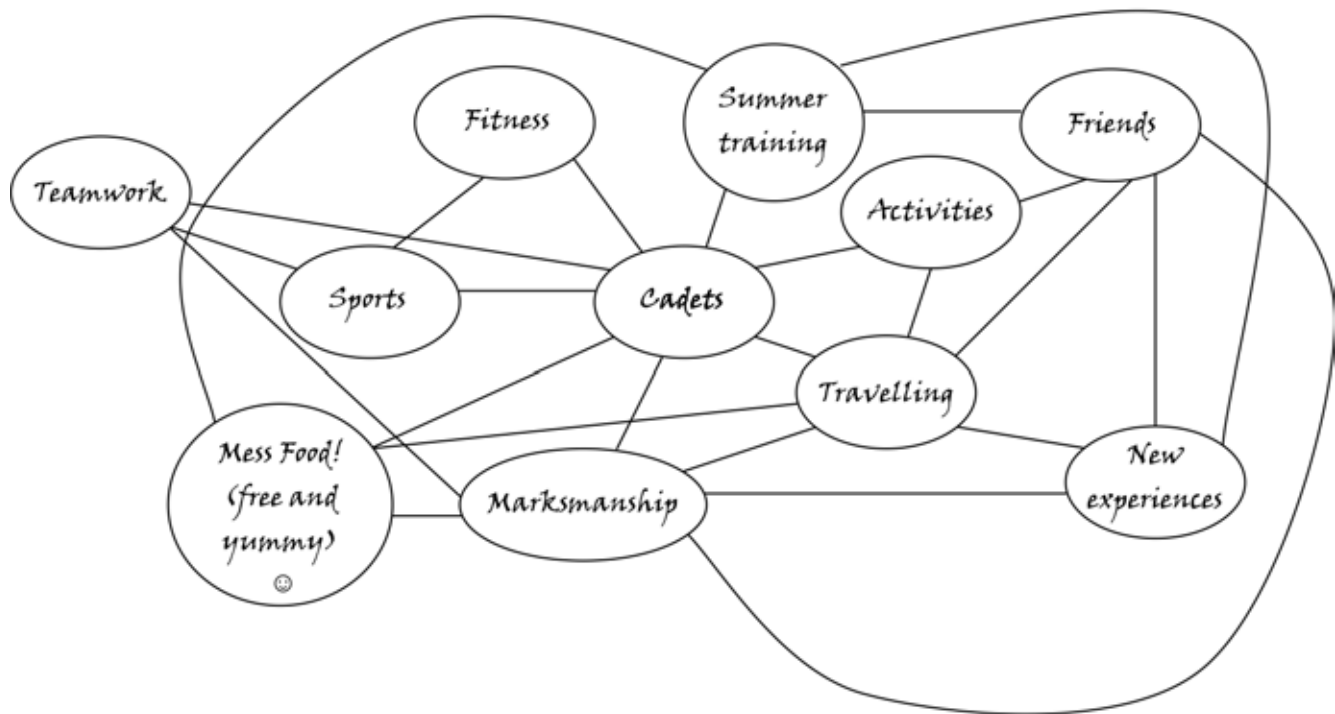 Summer
training
Fitness
Friends
Teamwork
Activities
Sports
Cadets
Travelling
Mess Food!
(free and
yummy)
☺
Marksmanship
New
experiences